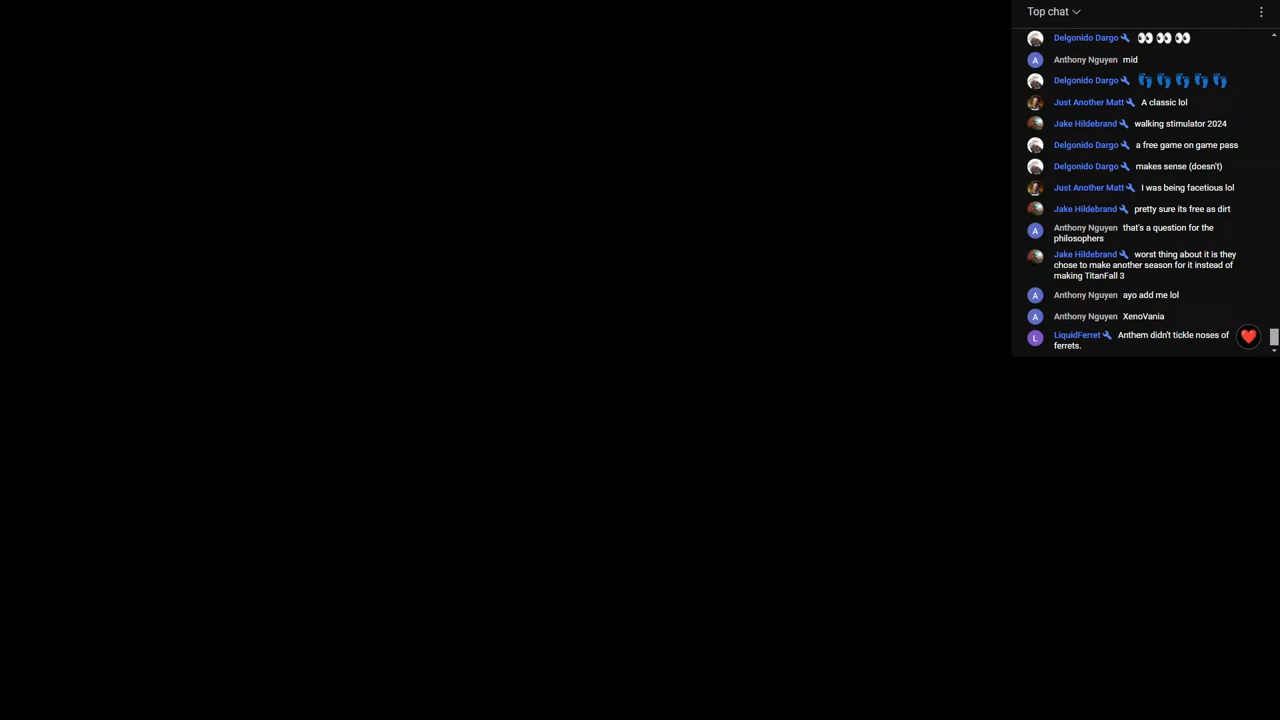 Top chat
Delgonido Dargo 👀 👀 👀
A Anthony Nguyen mid
Delgonido Dargo 👣 👣 👣 👣 👣
Just Another Matt A classic lol
Jake Hildebrand walking stimulator 2024
Delgonido Dargo a free game on game pass
Delgonido Dargo makes sense (doesn't)
Just Another Matt I was being facetious lol
Jake Hildebrand pretty sure its free as dirt
A Anthony Nguyen that's a question for the
philosophers
Jake Hildebrand worst thing about it is they
chose to make another season for it instead of
making TitanFall 3
A Anthony Nguyen ayo add me lol
A Anthony Nguyen XenoVania
L LiquidFerret Anthem didn't tickle noses of
ferrets.